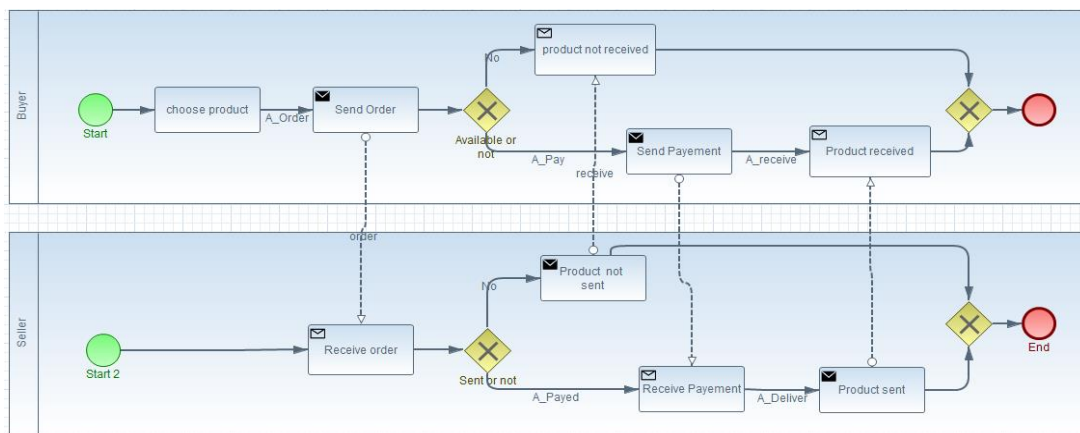 Buyer
Start
choose product
A_Order
Send Order
Available or
not
No
product not received
A_Pay
Send Payement
receive
A_receive
Product received
order
Seller
Start 2
Receive order
Sent or not
No
Product not
sent
A_Payed
Receive Payement
A_Deliver
Product sent
End